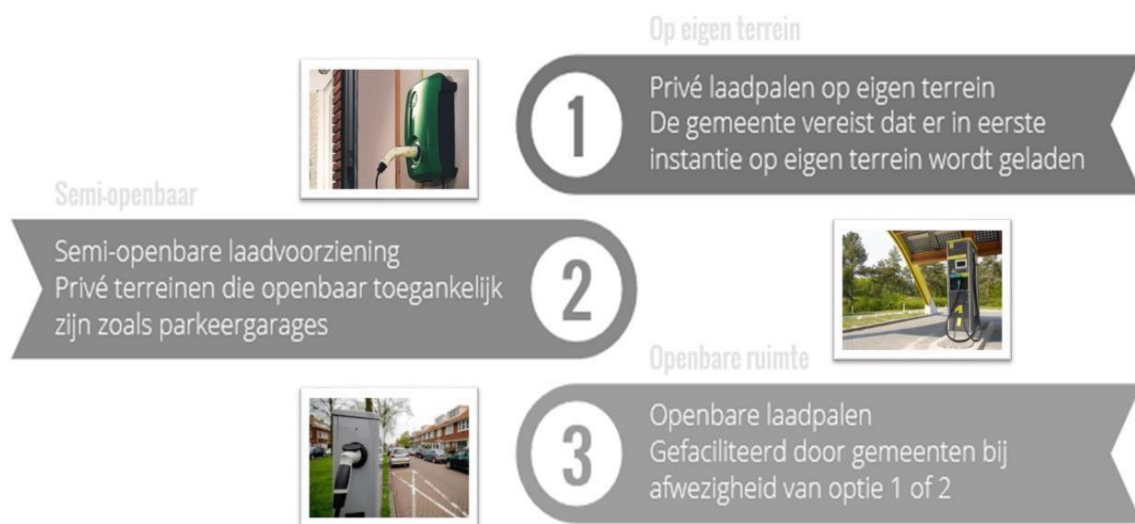 Op eigen terrein
1
Privé laadpalen op eigen terrein
De gemeente vereist dat er in eerste
instantie op eigen terrein wordt geladen
Semi-openbaar
Semi-openbare laadvoorziening
Privé terreinen die openbaar toegankelijk
zijn zoals parkeergarages
2
Openbare ruimte
3
Openbare laadpalen
Gefaciliteerd door gemeenten bij
afwezigheid van optie 1 of 2